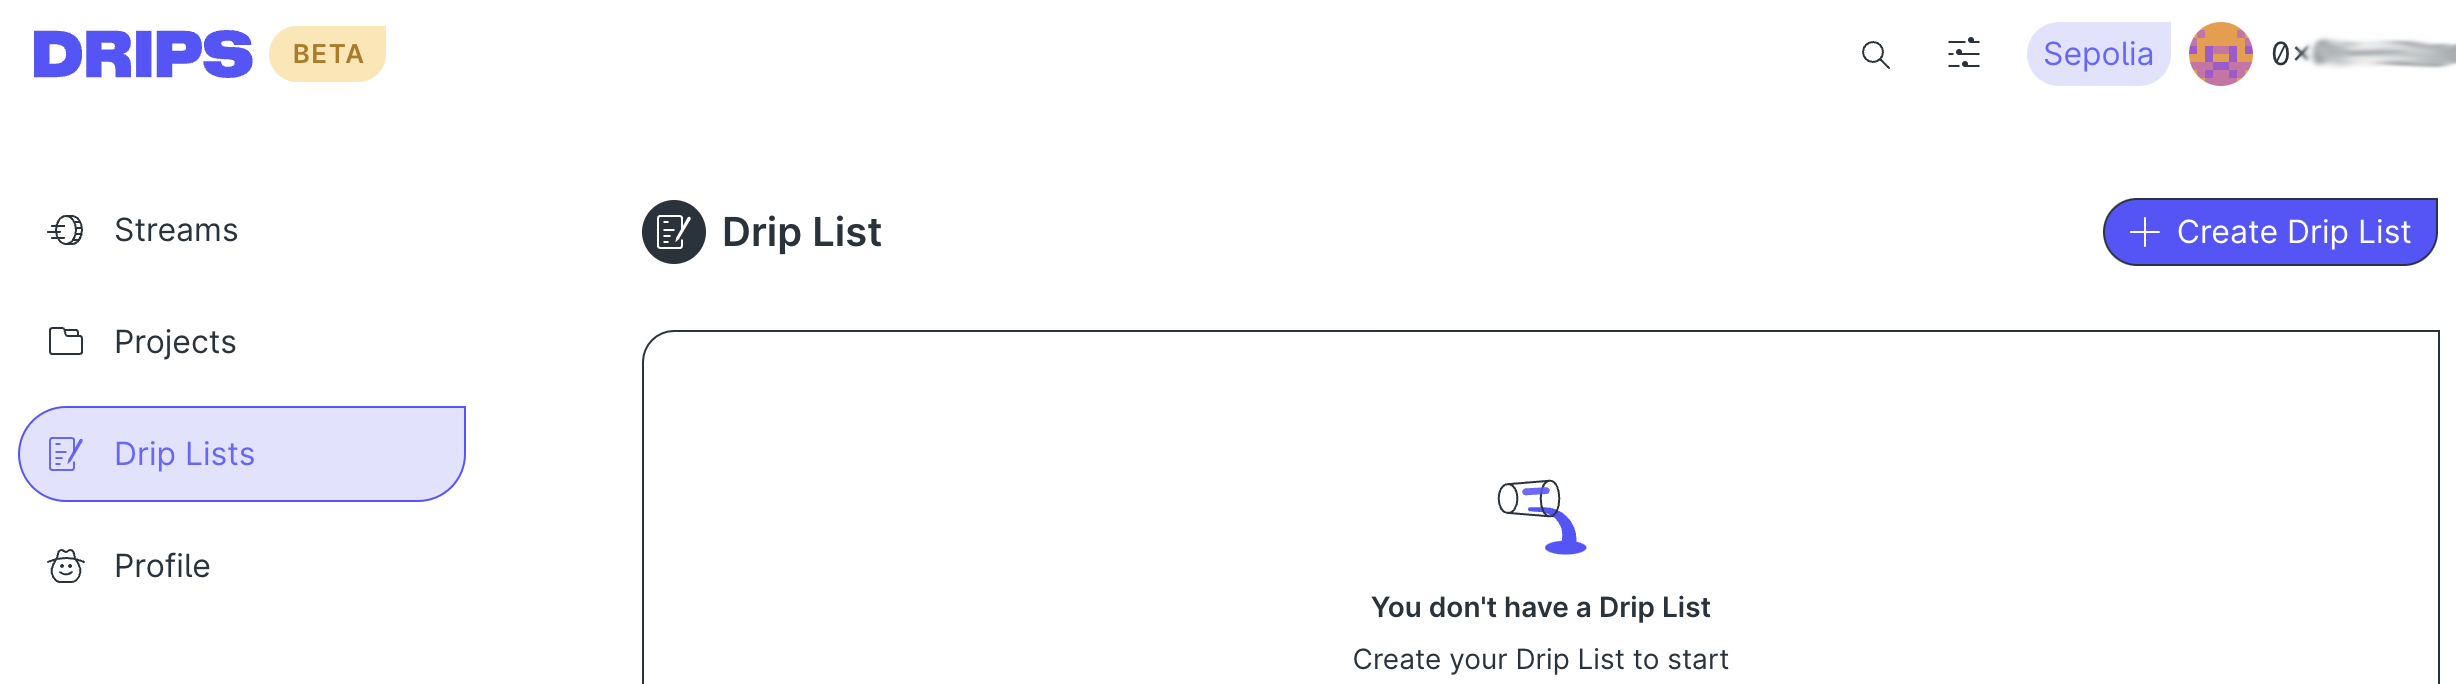 DRIPS BETA
Sepolia 0x
Streams
Projects
Drip Lists
Profile
Drip List
Create Drip List
You don't have a Drip List
Create your Drip List to start